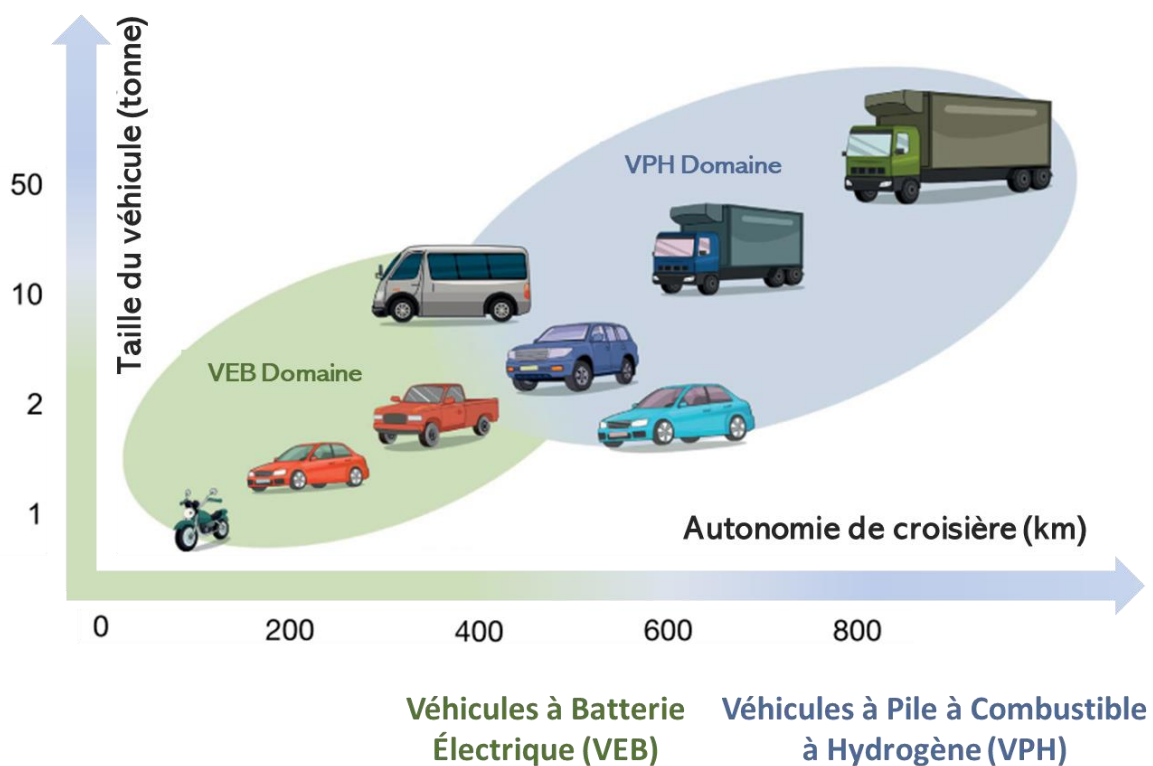 Taille du véhicule (tonne)
50
10
2
1
VPH Domaine
VEB Domaine
Autonomie de croisière (km)
0
200
400
600
800
Véhicules à Batterie
Électrique (VEB)
Véhicules à Pile à Combustible
à Hydrogène (VPH)